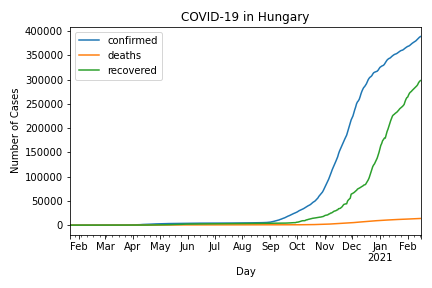 COVID-19 in Hungary
400000
350000
300000
250000
200000
150000
100000
50000
0
Number of Cases
confirmed
deaths
recovered
Feb Mar Apr May Jun Jul Aug Sep Oct Nov Dec Jan Feb
2021
Day